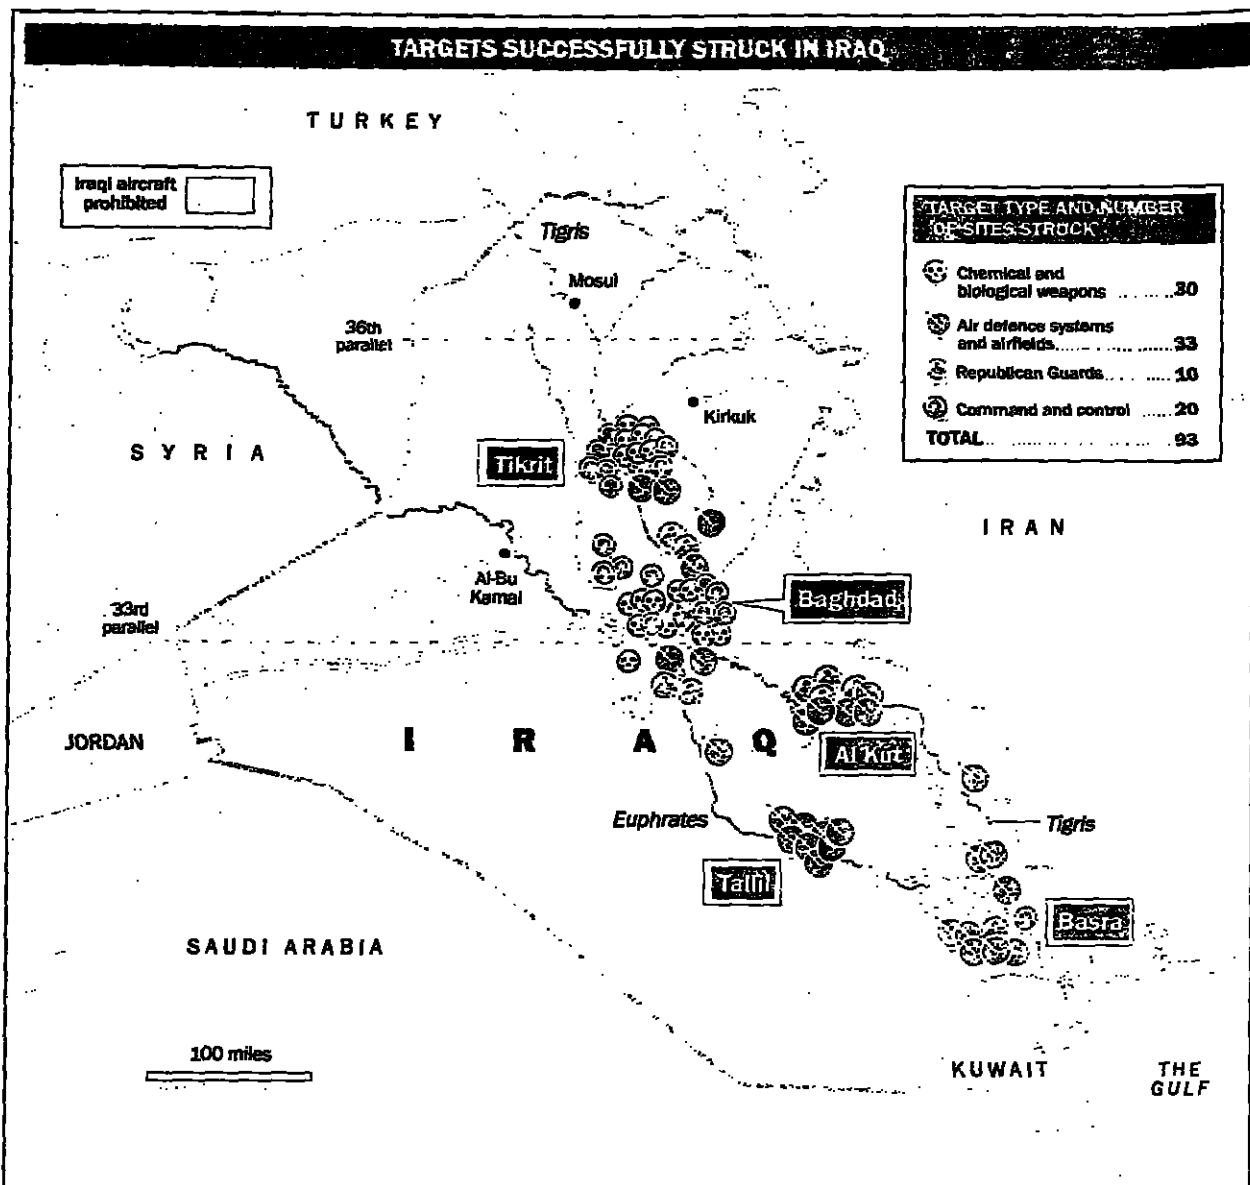 TARGETS SUCCESSFULLY STRUCK IN IRAQ
TURKEY
Iraqi aircraft
prohibited
TARGET TYPE AND NUMBER
OF SITES STRUCK
Chemical and
biological weapons ........30
Air defence systems
and airfields..................33
Republican Guards..........10
Command and control .....20
TOTAL.....................93
Tigris
Mosul
36th
parallel
Kirkuk
SYRIA
Tikrit
IRAN
Al-Bu
Kamal
Baghdad
33rd
parallel
JORDAN
IRAQ
Al Kut
Euphrates
Tigris
Tallil
Basra
SAUDI ARABIA
100 miles
KUWAIT
THE
GULF